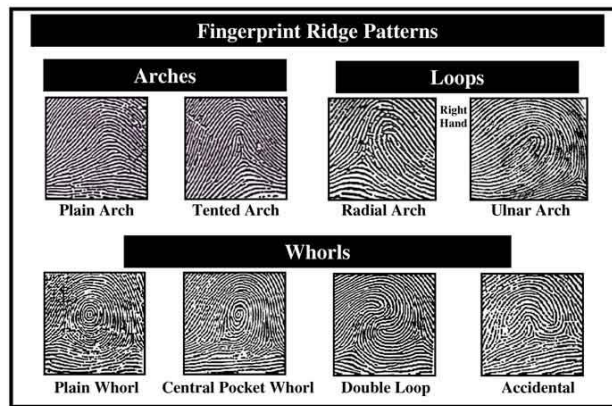 Fingerprint Ridge Patterns
Arches
Loops
Right
Hand
Plain Arch
Tented Arch
Radial Arch
Ulnar Arch
Whorls
Plain Whorl
Central Pocket Whorl
Double Loop
Accidental